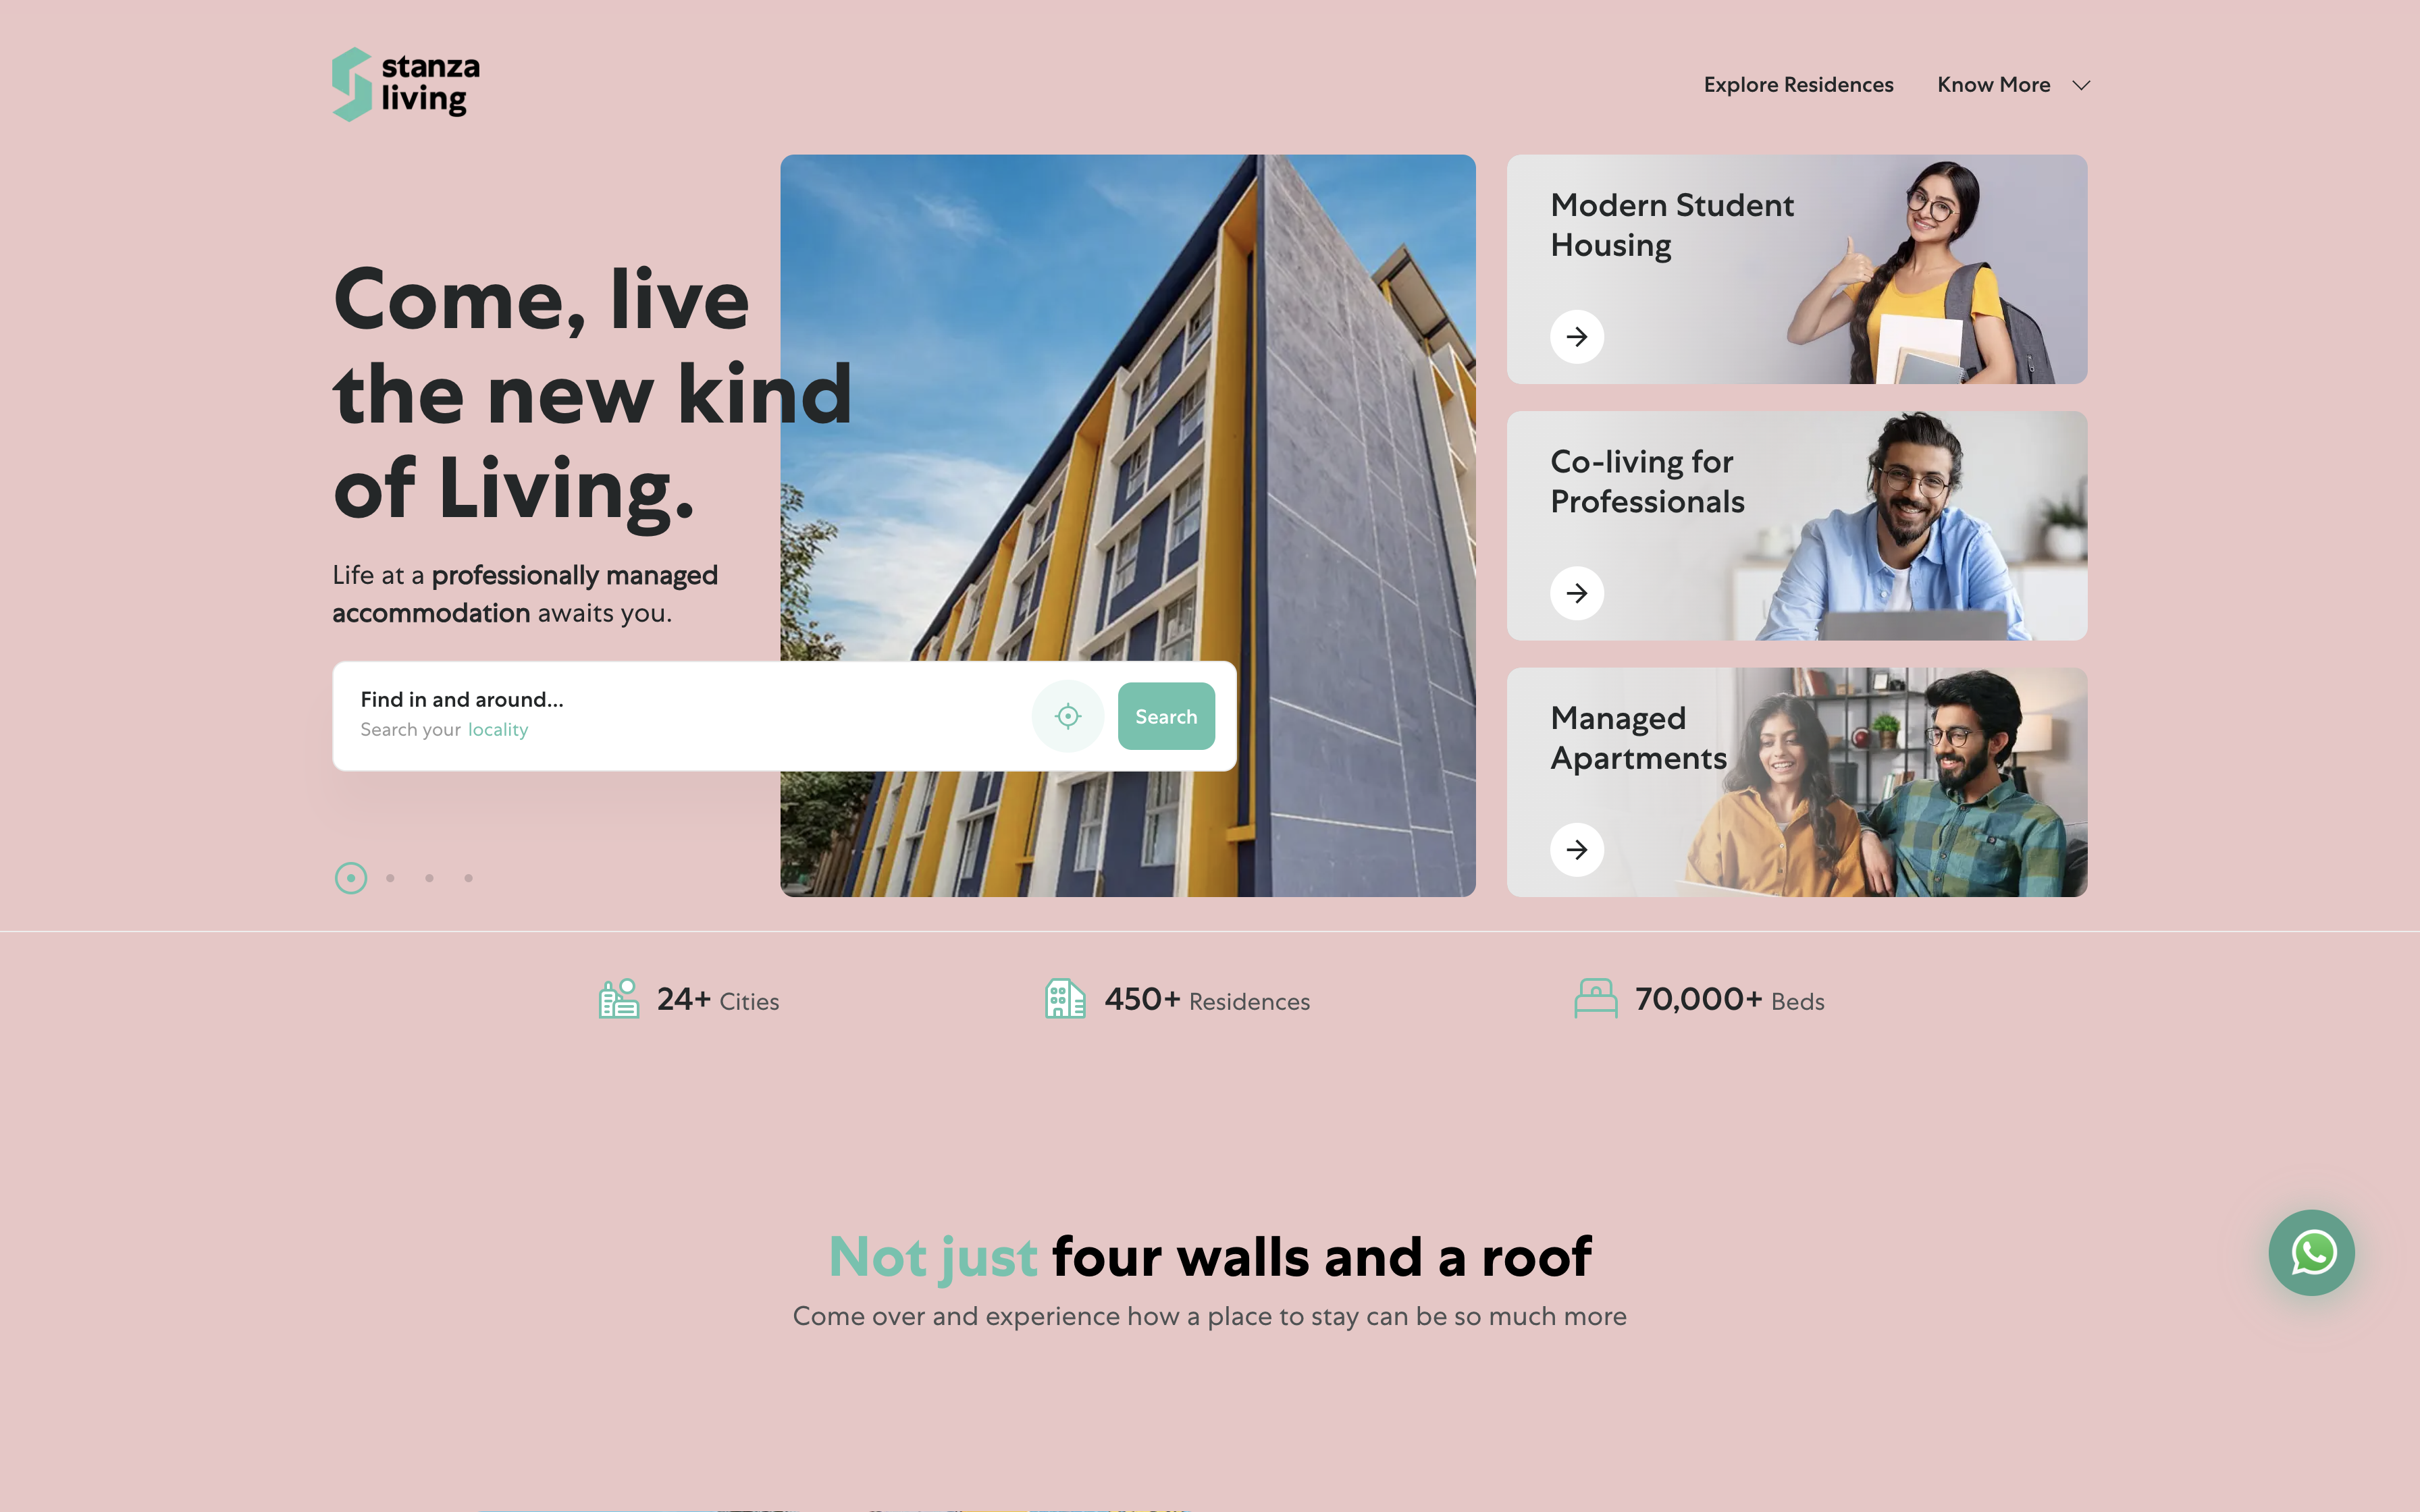 stanza
living
Explore Residences
Know More
Come, live
the new kind
of Living.
Life at a professionally managed
accommodation awaits you.
Find in and around...
Search your locality
Search
Modern Student
Housing
Co-living for
Professionals
Managed
Apartments
24+ Cities
450+ Residences
70,000+ Beds
Not just four walls and a roof
Come over and experience how a place to stay can be so much more